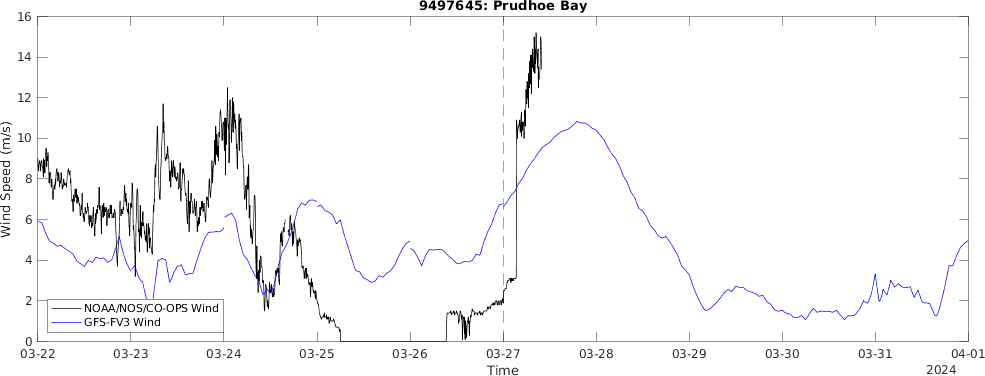 9497645: Prudhoe Bay
16
14
12
10
8
6
4
2
0
Wind Speed (m/s)
NOAA/NOS/CO-OPS Wind
GFS-FV3 Wind
03-22 03-23 03-24 03-25 03-26 03-27 03-28 03-29 03-30 03-31 04-01
Time
2024